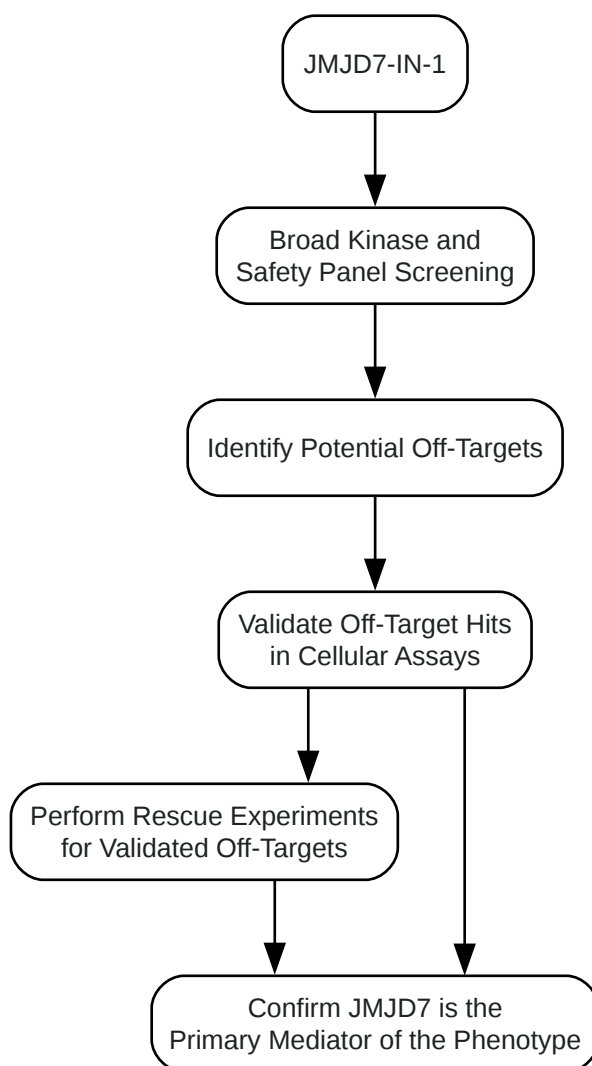 JMJD7-IN-1
Broad Kinase and
Safety Panel Screening
Identify Potential Off-Targets
Validate Off-Target Hits
in Cellular Assays
Perform Rescue Experiments
for Validated Off-Targets
Confirm JMJD7 is the
Primary Mediator of the Phenotype